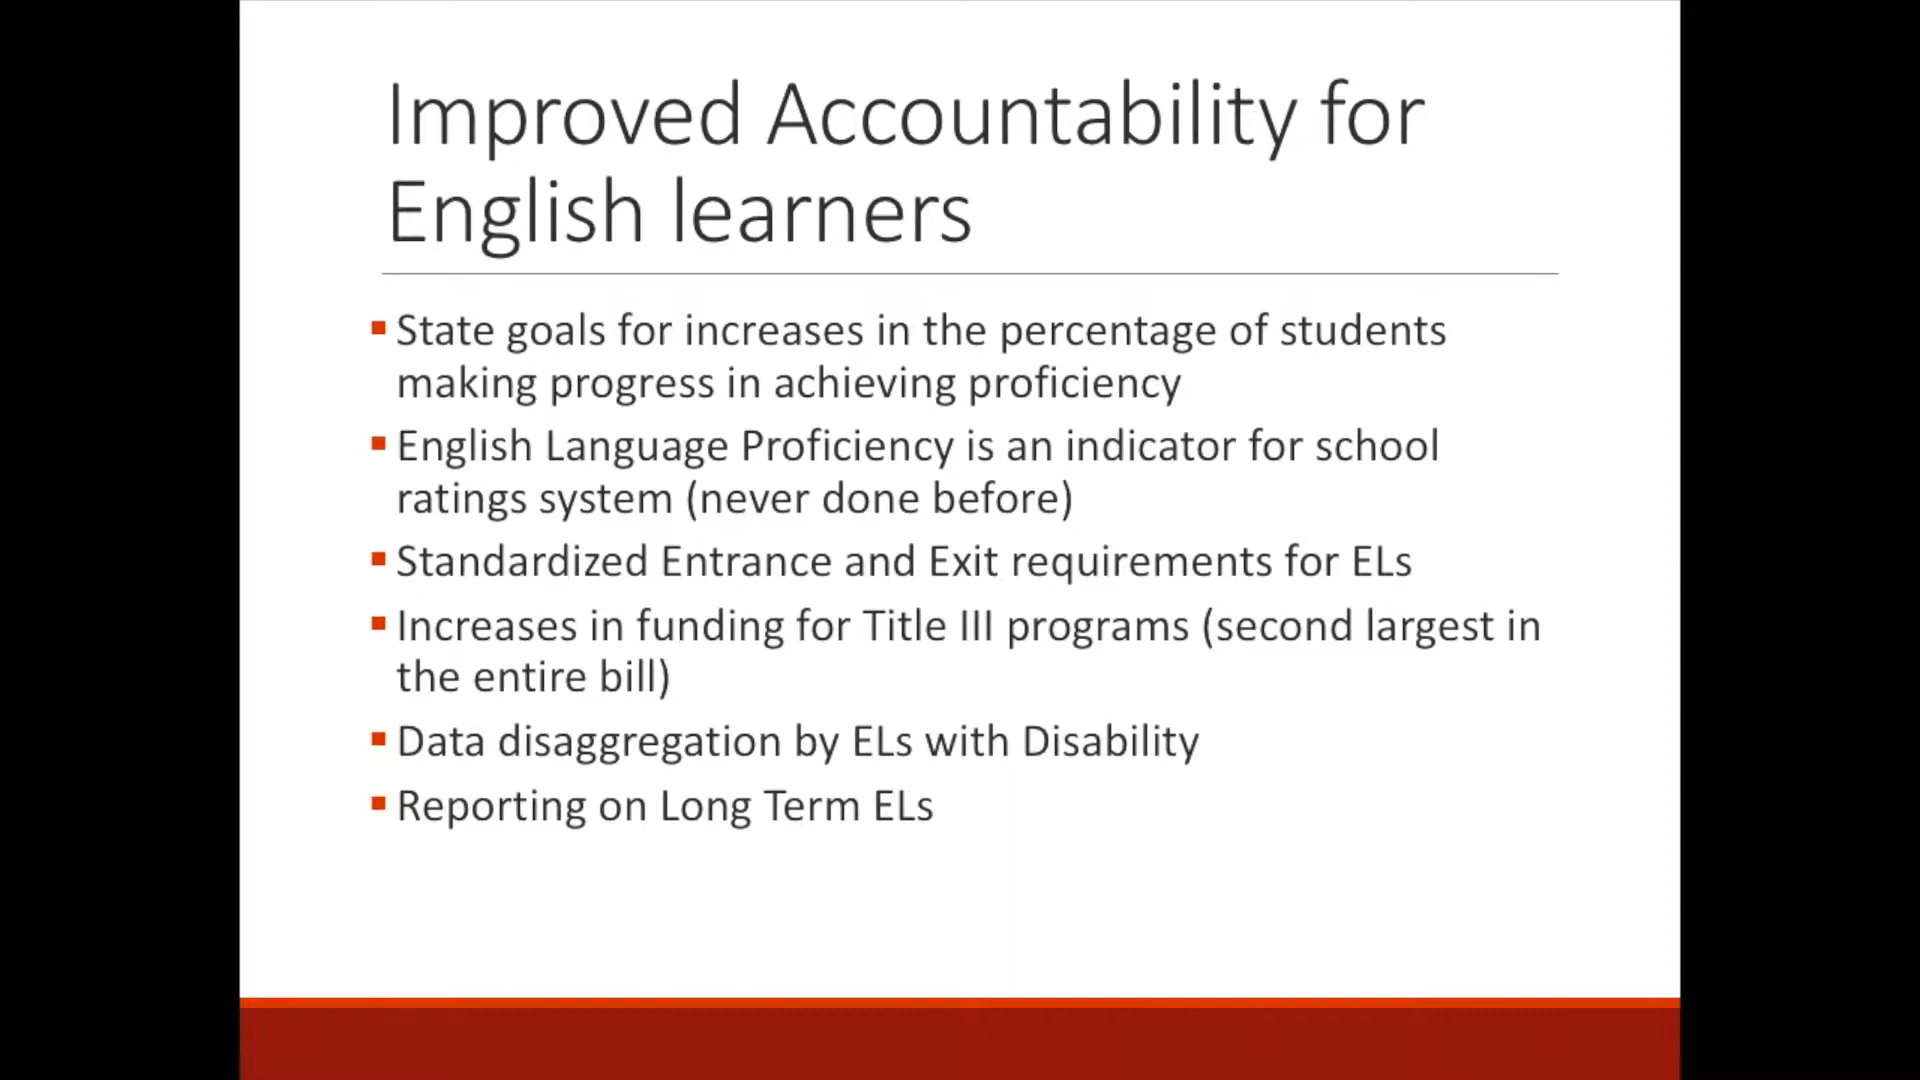 Improved Accountability for
English learners
▪ State goals for increases in the percentage of students
making progress in achieving proficiency
▪ English Language Proficiency is an indicator for school
ratings system (never done before)
▪ Standardized Entrance and Exit requirements for ELs
▪ Increases in funding for Title III programs (second largest in
the entire bill)
▪ Data disaggregation by ELs with Disability
▪ Reporting on Long Term ELs